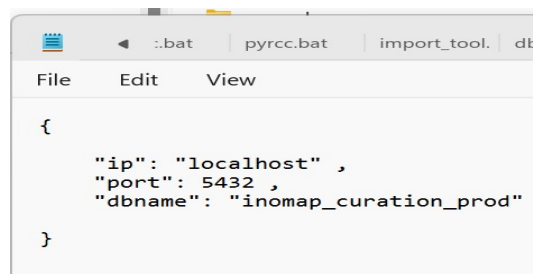 :.bat pyrcc.bat import_tool. db
File Edit View
{
"ip": "localhost" ,
"port": 5432 ,
"dbname": "inomap_curation_prod"
}